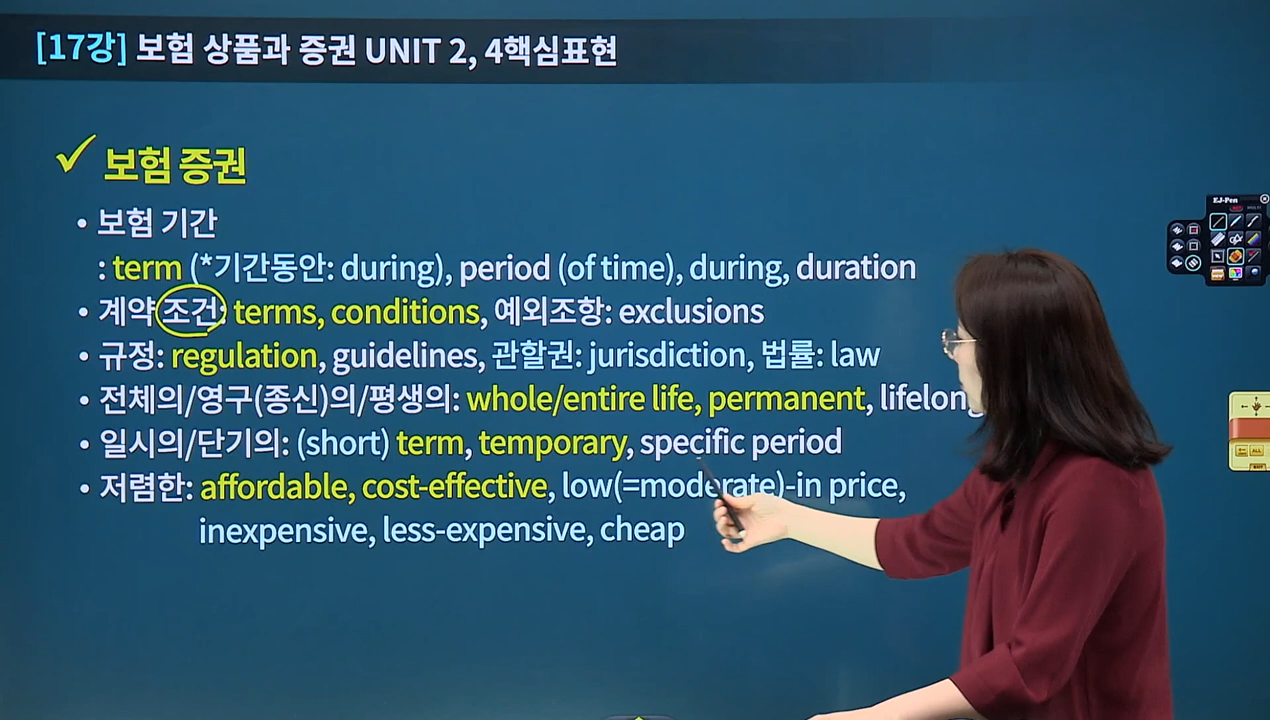 [17강] 보험 상품과 증권 UNIT 2, 4핵심표현
보험 증권
• 보험 기간
: term (*기간동안: during), period (of time), during, duration
• 계약 조건: terms, conditions, 예외조항: exclusions
• 규정: regulation, guidelines, 관할권: jurisdiction, 법률: law
• 전체의/영구(종신)의/평생의: whole/entire life, permanent, lifelong
• 일시의/단기의: (short) term, temporary, specific period
• 저렴한: affordable, cost-effective, low(=moderate)-in price,
inexpensive, less-expensive, cheap
EJ-Pen